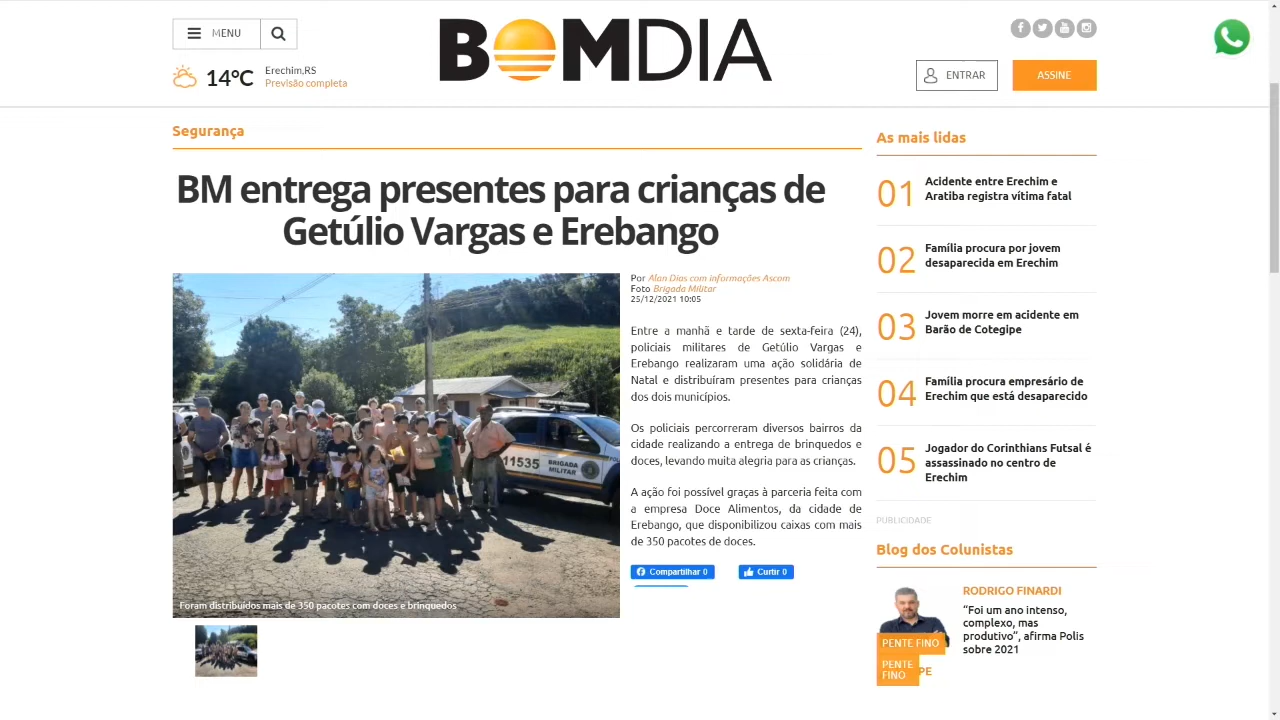 MENU
BOMDIA
14°C
Erechim,RS
Previsão completa
ENTRAR
ASSINE
Segurança
BM entrega presentes para crianças de
Getúlio Vargas e Erebango
11535
BRIGADA
MILITAR
Foram distribuídos mais de 350 pacotes com doces e brinquedos
Por Alan Dias com informações Ascom
Foto Brigada Militar
25/12/2021 10:05
Entre a manhã e tarde de sexta-feira (24),
policiais militares de Getúlio Vargas e
Erebango realizaram uma ação solidária de
Natal e distribuíram presentes para crianças
dos dois municípios.
Os policiais percorreram diversos bairros da
cidade realizando a entrega de brinquedos e
doces, levando muita alegria para as crianças.
A ação foi possível graças à parceria feita com
a empresa Doce Alimentos, da cidade de
Erebango, que disponibilizou caixas com mais
de 350 pacotes de doces.
Compartilhar 0
Curtir 0
As mais lidas
01
Acidente entre Erechim e
Aratiba registra vítima fatal
02
Família procura por jovem
desaparecida em Erechim
03
Jovem morre em acidente em
Barão de Cotegipe
04
Família procura empresário de
Erechim que está desaparecido
05
Jogador do Corinthians Futsal é
assassinado no centro de
Erechim
PUBLICIDADE
Blog dos Colunistas
RODRIGO FINARDI
“Foi um ano intenso,
complexo, mas
produtivo”, afirma Polis
sobre 2021
PENTE FINO
PENTE
FINO
PE